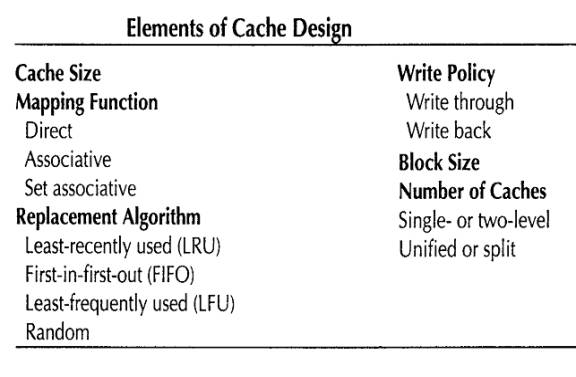 Elements of Cache Design
Cache Size
Mapping Function
Direct
Associative
Set associative
Replacement Algorithm
Least-recently used (LRU)
First-in-first-out (FIFO)
Least-frequently used (LFU)
Random
Write Policy
Write through
Write back
Block Size
Number of Caches
Single- or two-level
Unified or split